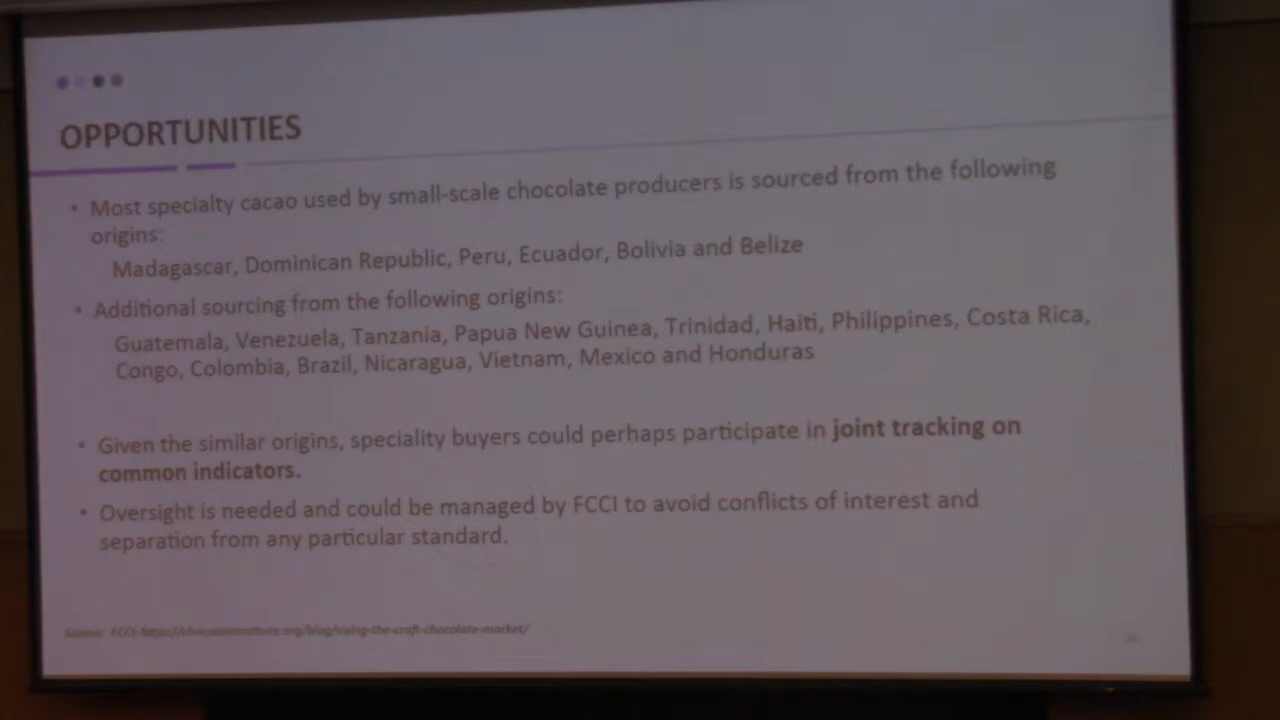 OPPORTUNITIES
• Most specialty cacao used by small-scale chocolate producers is sourced from the following
origins:
Madagascar, Dominican Republic, Peru, Ecuador, Bolivia and Belize
• Additional sourcing from the following origins:
Guatemala, Venezuela, Tanzania, Papua New Guinea, Trinidad, Haiti, Philippines, Costa Rica,
Congo, Colombia, Brazil, Nicaragua, Vietnam, Mexico and Honduras
• Given the similar origins, speciality buyers could perhaps participate in joint tracking on
common indicators.
• Oversight is needed and could be managed by FCCI to avoid conflicts of interest and
separation from any particular standard.
Source: FCCI